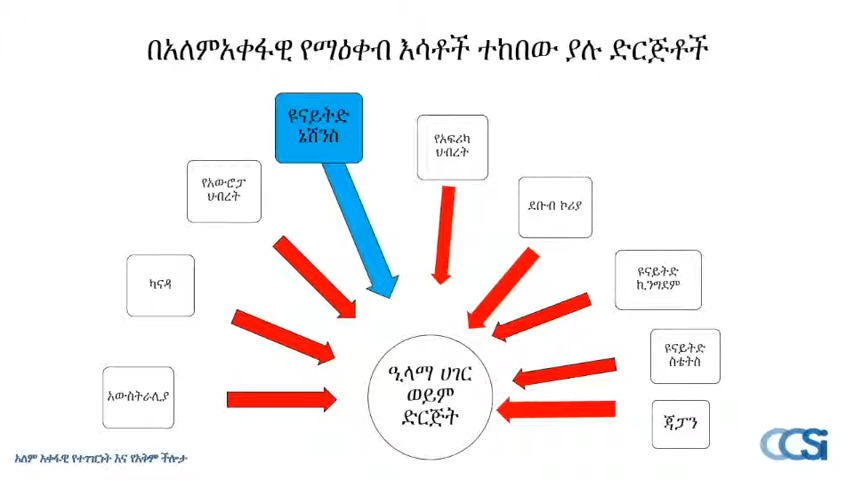 በአለምአቀፋዊ የማዕቀብ እሳቶች ተከበው ያሉ ድርጅቶች
ዩናይትድ
ኔሽንስ
የአፍሪካ
ህብረት
የአውሮፓ
ህብረት
ደቡብ ኮሪያ
ካናዳ
ዩናይትድ
ኪንግደም
ዩናይትድ
ስቴትስ
አውስትራሊያ
ዒላማ ሀገር
ወይም
ድርጅት
ጃፓን
አለም አቀፋዊ የተገዢነት እና የአቅም ችሎታ
CCSi